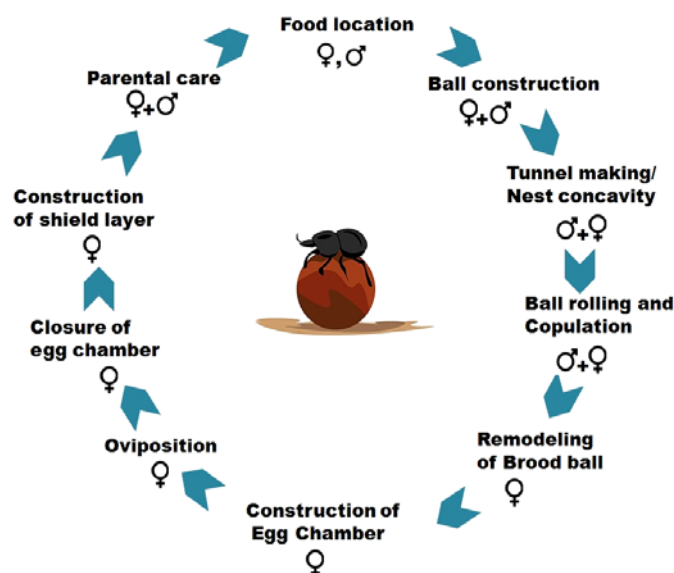 Food location
♀,♂
Ball construction
♀+♂
Tunnel making/
Nest concavity
♂+♀
Ball rolling and
Copulation
♂+♀
Remodeling
of Brood ball
♀
Construction of
Egg Chamber
♀
Oviposition
♀
Closure of
egg chamber
♀
Construction
of shield layer
♀
Parental care
♀+♂